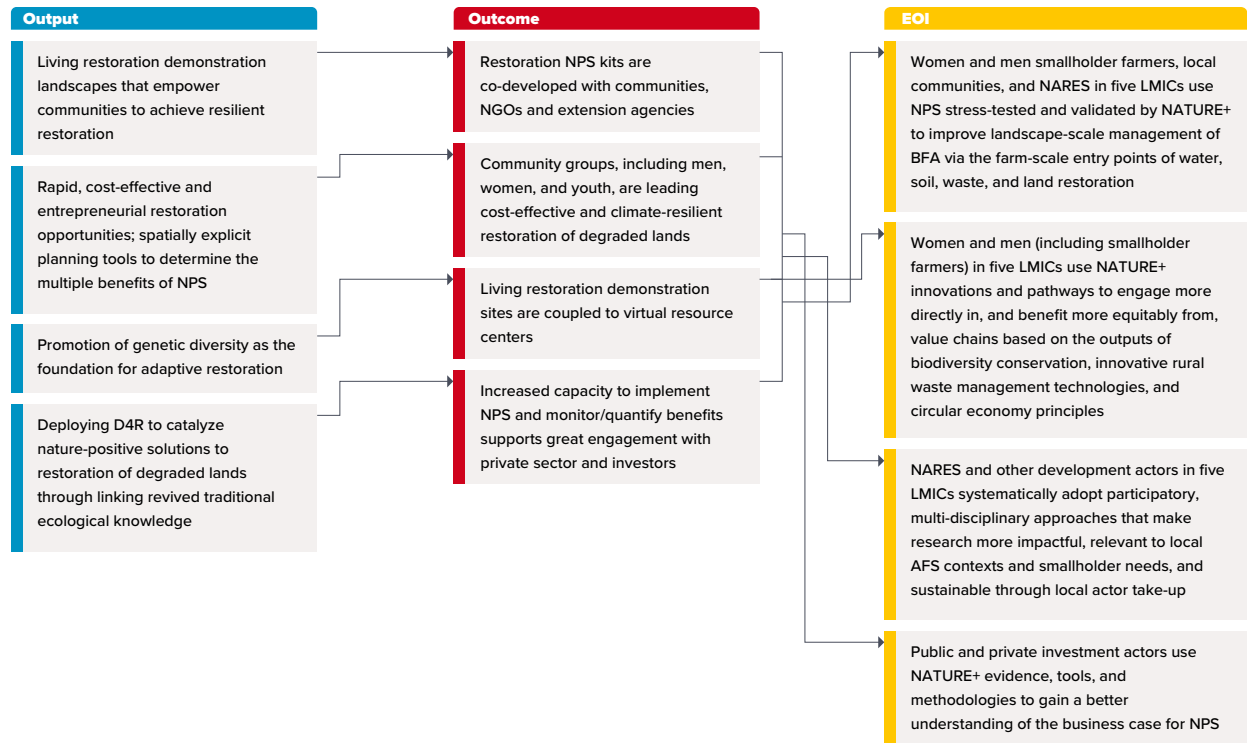 Output
Living restoration demonstration
landscapes that empower
communities to achieve resilient
restoration
Rapid, cost-effective and
entrepreneurial restoration
opportunities; spatially explicit
planning tools to determine the
multiple benefits of NPS
Promotion of genetic diversity as the
foundation for adaptive restoration
Deploying D4R to catalyze
nature-positive solutions to
restoration of degraded lands
through linking revived traditional
ecological knowledge
Outcome
Restoration NPS kits are
co-developed with communities,
NGOs and extension agencies
Community groups, including men,
women, and youth, are leading
cost-effective and climate-resilient
restoration of degraded lands
Living restoration demonstration
sites are coupled to virtual resource
centers
Increased capacity to implement
NPS and monitor/quantify benefits
supports great engagement with
private sector and investors
EOI
Women and men smallholder farmers, local
communities, and NARES in five LMICs use
NPS stress-tested and validated by NATURE+
to improve landscape-scale management of
BFA via the farm-scale entry points of water,
soil, waste, and land restoration
Women and men (including smallholder
farmers) in five LMICs use NATURE+
innovations and pathways to engage more
directly in, and benefit more equitably from,
value chains based on the outputs of
biodiversity conservation, innovative rural
waste management technologies, and
circular economy principles
NARES and other development actors in five
LMICs systematically adopt participatory,
multi-disciplinary approaches that make
research more impactful, relevant to local
AFS contexts and smallholder needs, and
sustainable through local actor take-up
Public and private investment actors use
NATURE+ evidence, tools, and
methodologies to gain a better
understanding of the business case for NPS